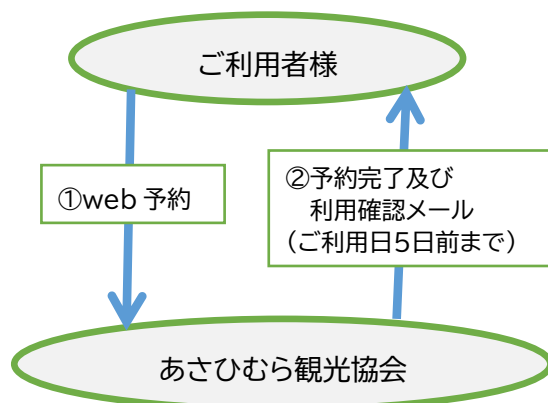 ご利用者様
①web 予約
②予約完了及び
利用確認メール
（ご利用日5日前まで）
あさひむら観光協会